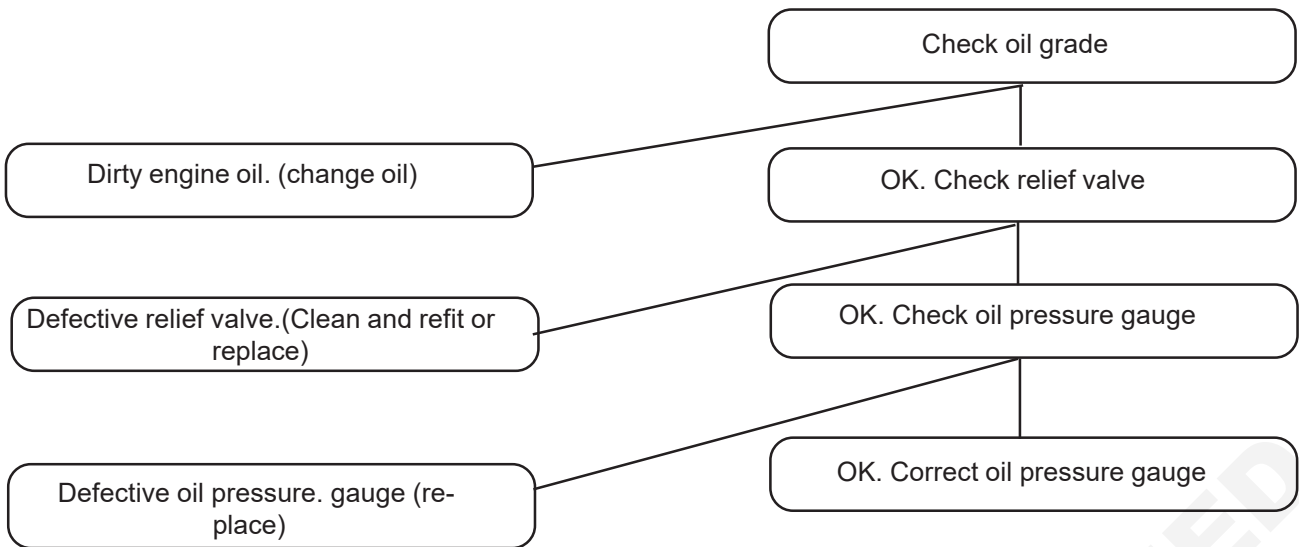 Check oil grade
Dirty engine oil. (change oil)
OK. Check relief valve
Defective relief valve.(Clean and refit or
replace)
OK. Check oil pressure gauge
Defective oil pressure. gauge (re-
place)
OK. Correct oil pressure gauge